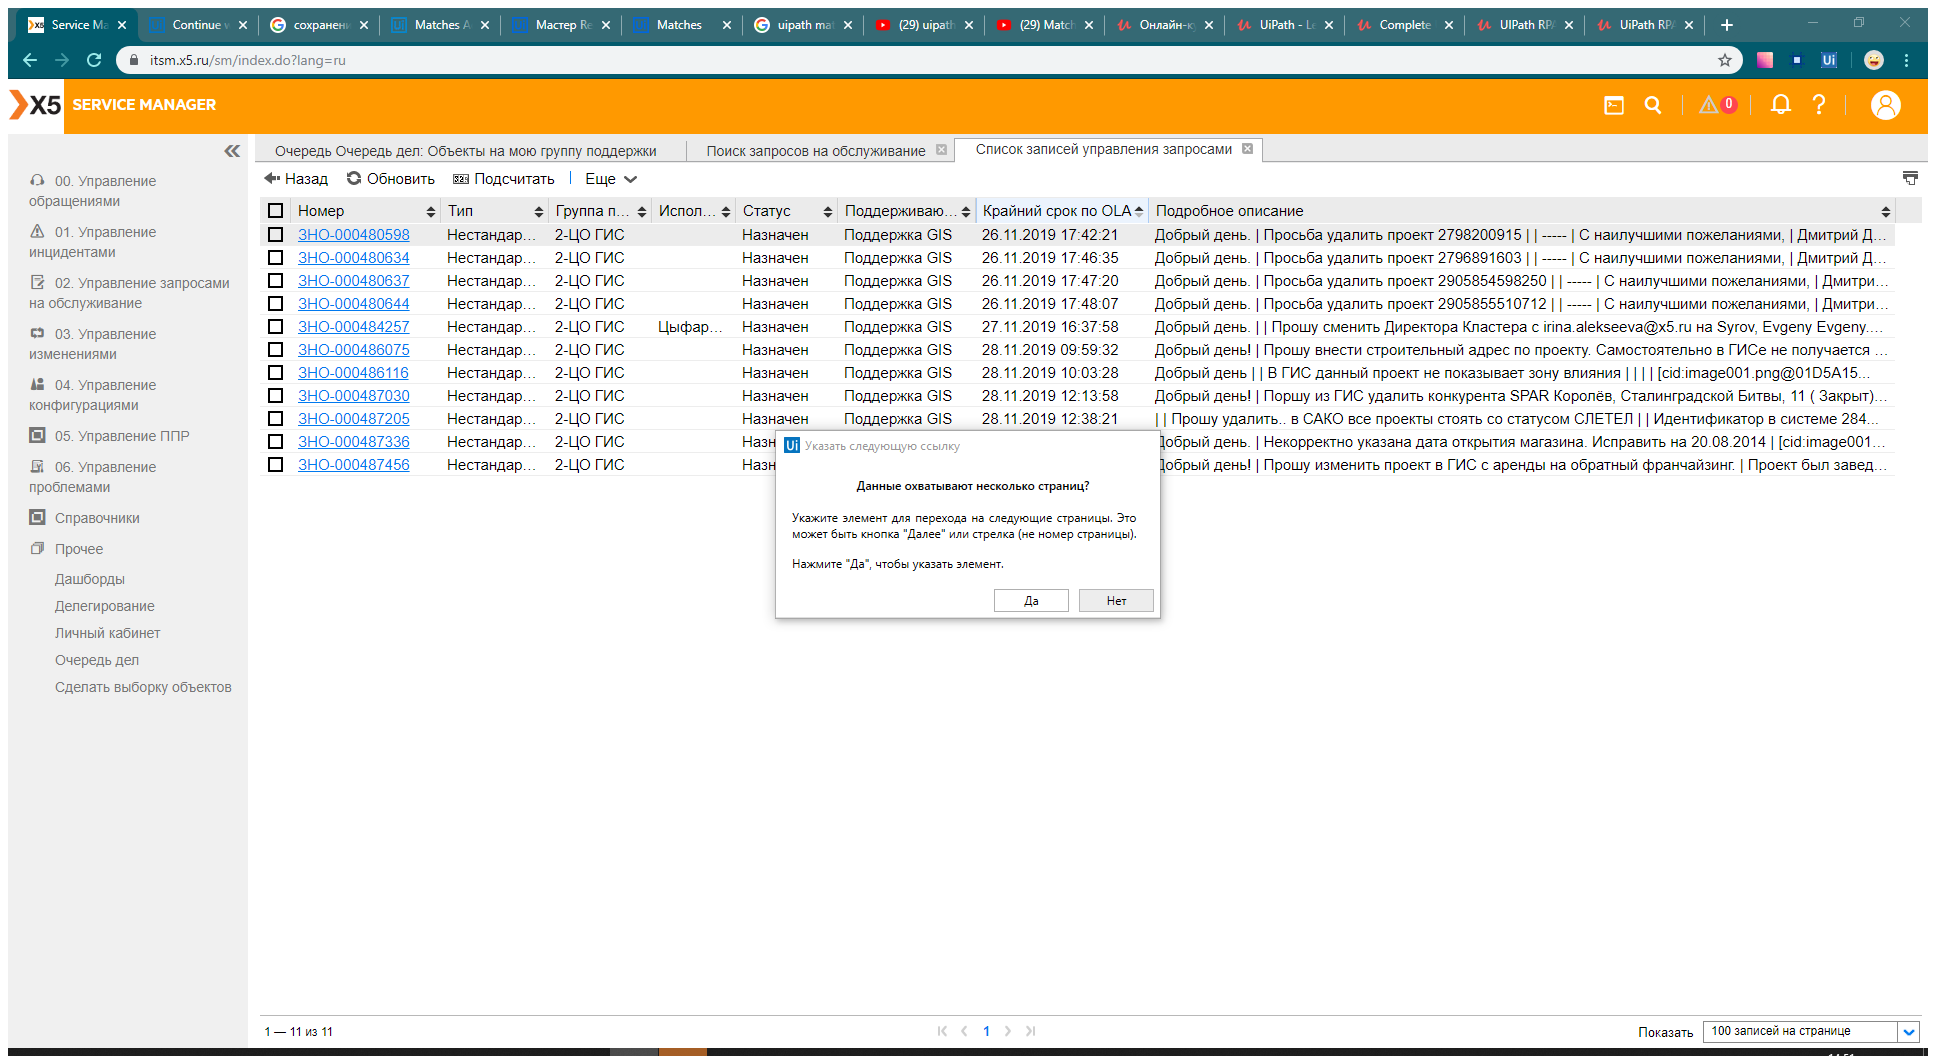 Service Ma
Continue v
сохранени
Matches A
Мастер Re
Matches
uipath mat
(29) uipath
(29) Match
Онлайн-к
UiPath - Le
Complete
UIPath RP
UiPath RP
itsm.x5.ru/sm/index.do?lang=ru
X5 SERVICE MANAGER
0
00. Управление обращениями
01. Управление инцидентами
02. Управление запросами на обслуживание
03. Управление изменениями
04. Управление конфигурациями
05. Управление ППР
06. Управление проблемами
Справочники
Прочее
Дашборды
Делегирование
Личный кабинет
Очередь дел
Сделать выборку объектов
Очередь Очередь дел: Объекты на мою группу поддержки
Поиск запросов на обслуживание
Список записей управления запросами
Назад Обновить Подсчитать Еще
Номер Тип Группа п... Испол... Статус Поддерживаю... Крайний срок по OLA Подробное описание
ЗНО-000480598 Нестандар... 2-ЦО ГИС Назначен Поддержка GIS 26.11.2019 17:42:21 Добрый день. | Просьба удалить проект 2798200915 | | ----- | С наилучшими пожеланиями, | Дмитрий Д...
ЗНО-000480634 Нестандар... 2-ЦО ГИС Назначен Поддержка GIS 26.11.2019 17:46:35 Добрый день. | Просьба удалить проект 2796891603 | | ----- | С наилучшими пожеланиями, | Дмитрий Д...
ЗНО-000480637 Нестандар... 2-ЦО ГИС Назначен Поддержка GIS 26.11.2019 17:47:20 Добрый день. | Просьба удалить проект 2905854598250 | | ----- | С наилучшими пожеланиями, | Дмитри...
ЗНО-000480644 Нестандар... 2-ЦО ГИС Назначен Поддержка GIS 26.11.2019 17:48:07 Добрый день. | Просьба удалить проект 2905855510712 | | ----- | С наилучшими пожеланиями, | Дмитри...
ЗНО-000484257 Нестандар... 2-ЦО ГИС Цыфар... Назначен Поддержка GIS 27.11.2019 16:37:58 Добрый день. | | Прошу сменить Директора Кластера с irina.alekseeva@x5.ru на Syrov, Evgeny Evgeny....
ЗНО-000486075 Нестандар... 2-ЦО ГИС Назначен Поддержка GIS 28.11.2019 09:59:32 Добрый день! | Прошу внести строительный адрес по проекту. Самостоятельно в ГИСе не получается ...
ЗНО-000486116 Нестандар... 2-ЦО ГИС Назначен Поддержка GIS 28.11.2019 10:03:28 Добрый день | | В ГИС данный проект не показывает зону влияния | | | | [cid:image001.png@01D5A15...
ЗНО-000487030 Нестандар... 2-ЦО ГИС Назначен Поддержка GIS 28.11.2019 12:13:58 Добрый день! | Поршу из ГИС удалить конкурента SPAR Королёв, Сталинградской Битвы, 11 ( Закрыт)...
ЗНО-000487205 Нестандар... 2-ЦО ГИС Назначен Поддержка GIS 28.11.2019 12:38:21 | | Прошу удалить.. в САКО все проекты стоять со статусом СЛЕТЕЛ | | Идентификатор в системе 284...
ЗНО-000487336 Нестандар... 2-ЦО ГИС Назн обрый день. | Некорректно указана дата открытия магазина. Исправить на 20.08.2014 | [cid:image001...
ЗНО-000487456 Нестандар... 2-ЦО ГИС Назн обрый день! | Прошу изменить проект в ГИС с аренды на обратный франчайзинг. | Проект был завед...
Ui Указать следующую ссылку
Данные охватывают несколько страниц?
Укажите элемент для перехода на следующие страницы. Это
может быть кнопка "Далее" или стрелка (не номер страницы).
Нажмите "Да", чтобы указать элемент.
Да Нет
1 — 11 из 11
1
Показать 100 записей на странице